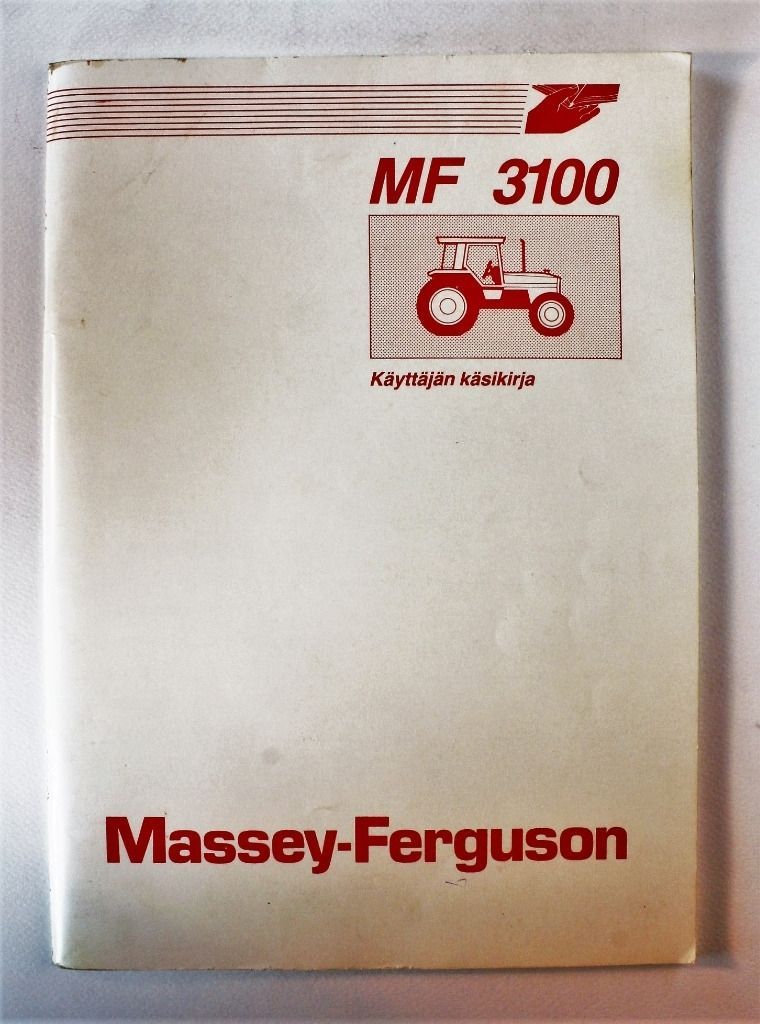 MF 3100
Käyttäjän käsikirja
Massey-Ferguson